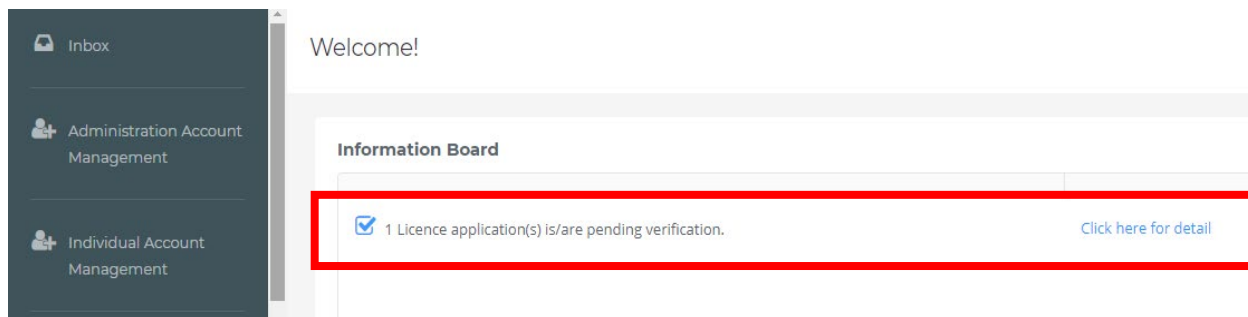 Inbox
Administration Account
Management
Individual Account
Management
Welcome!
Information Board
1 Licence application(s) is/are pending verification.
Click here for detail